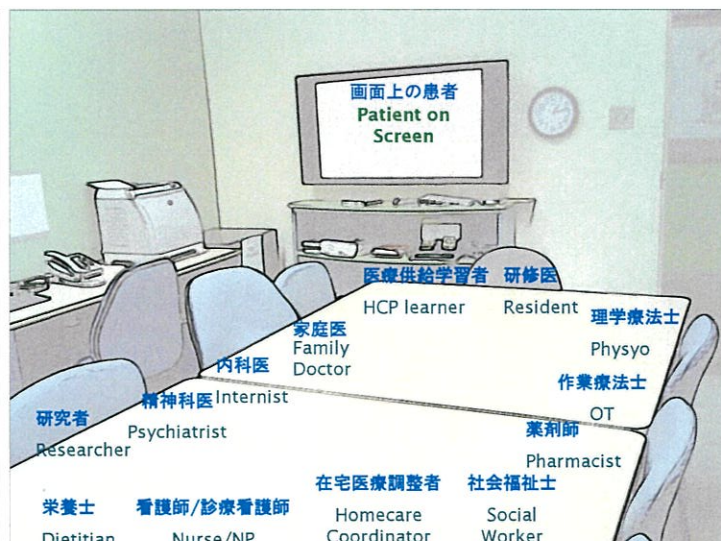 画面上の患者
Patient on
Screen
医療供給学習者 研修医
HCP learner Resident
理学療法士
Physyo
家庭医
Family
Doctor
内科医
Internist
作業療法士
OT
精神科医
Psychiatrist
研究者
Researcher
薬剤師
Pharmacist
在宅医療調整者 社会福祉士
Homecare Social
Coordinator Worker
栄養士 看護師/診療看護師
Dietitian Nurse/NP